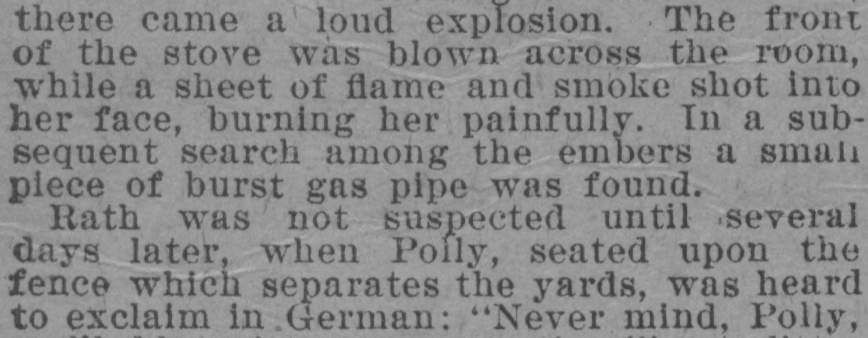 there came a loud explosion. The front
of the stove was blown across the room,
while a sheet of flame and smoke shot into
her face, burning her painfully. In a sub-
sequent search among the embers a small
piece of burst gas pipe was found.
Rath was not suspected until several
days later, when Polly, seated upon the
fence which separates the yards, was heard
to exclaim in German: "Never mind, Polly,